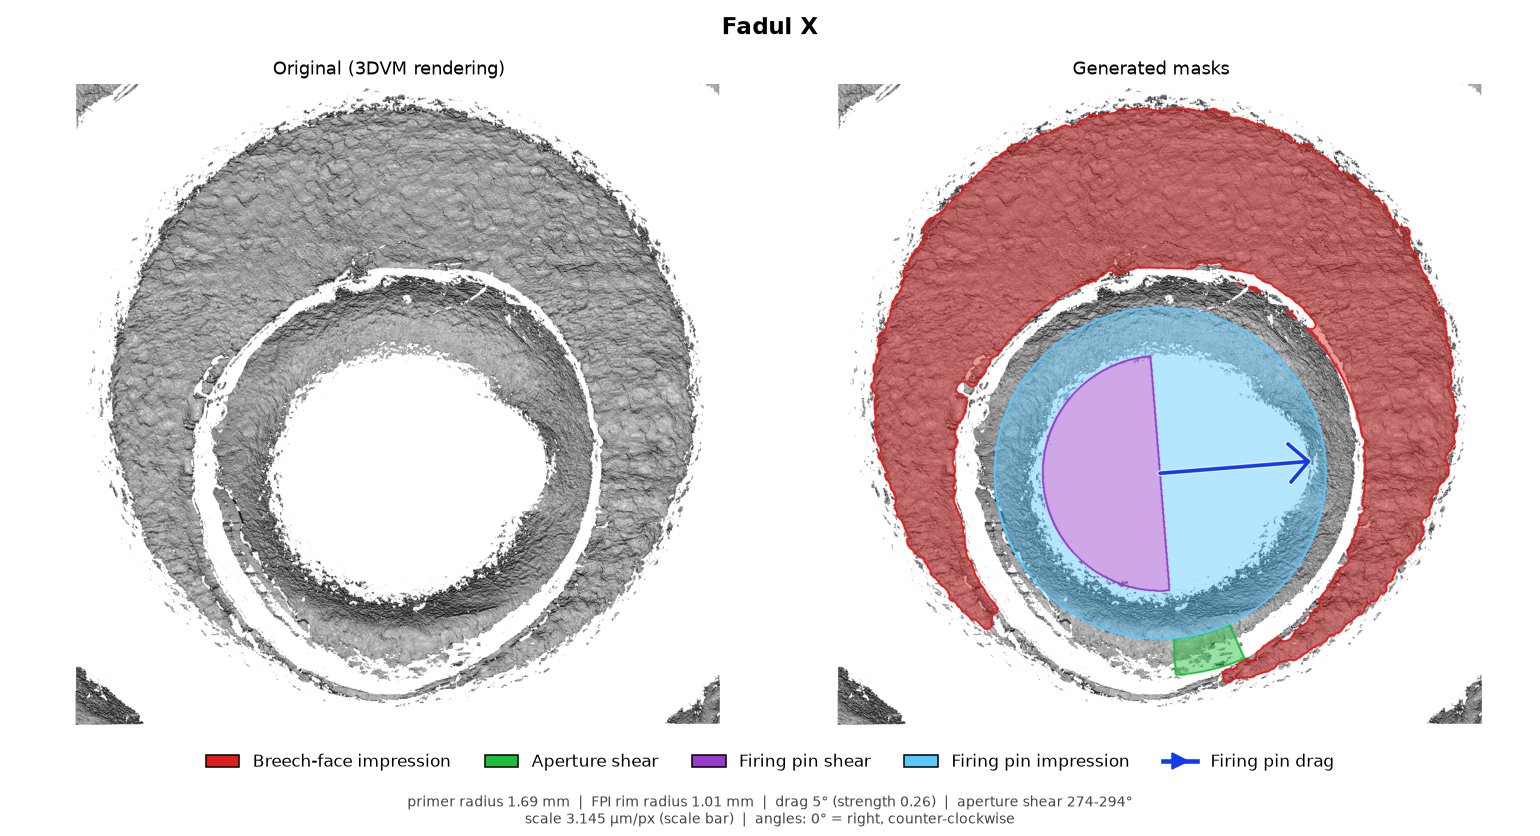 Fadul X
Original (3DVM rendering)
Generated masks
Breech-face impression
Aperture shear
Firing pin shear
Firing pin impression
Firing pin drag
primer radius 1.69 mm | FPI rim radius 1.01 mm | drag 5° (strength 0.26) | aperture shear 274-294°
scale 3.145 µm/px (scale bar) | angles: 0° = right, counter-clockwise